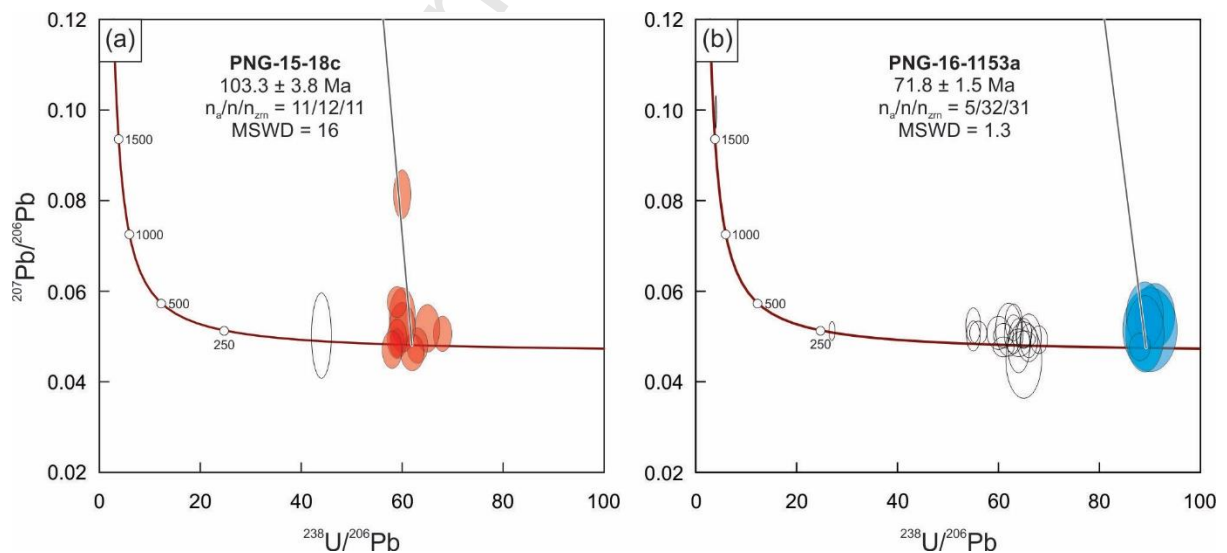 (a)
PNG-15-18c
103.3 ± 3.8 Ma
nₐ/n/n_zrn = 11/12/11
MSWD = 16
0.12
0.10
0.08
0.06
0.04
0.02
²⁰⁷Pb/²⁰⁶Pb
1500
1000
500
250
0 20 40 60 80 100
²³⁸U/²⁰⁶Pb
(b)
PNG-16-1153a
71.8 ± 1.5 Ma
nₐ/n/n_zrn = 5/32/31
MSWD = 1.3
0.12
0.10
0.08
0.06
0.04
0.02
1500
1000
500
250
0 20 40 60 80 100
²³⁸U/²⁰⁶Pb